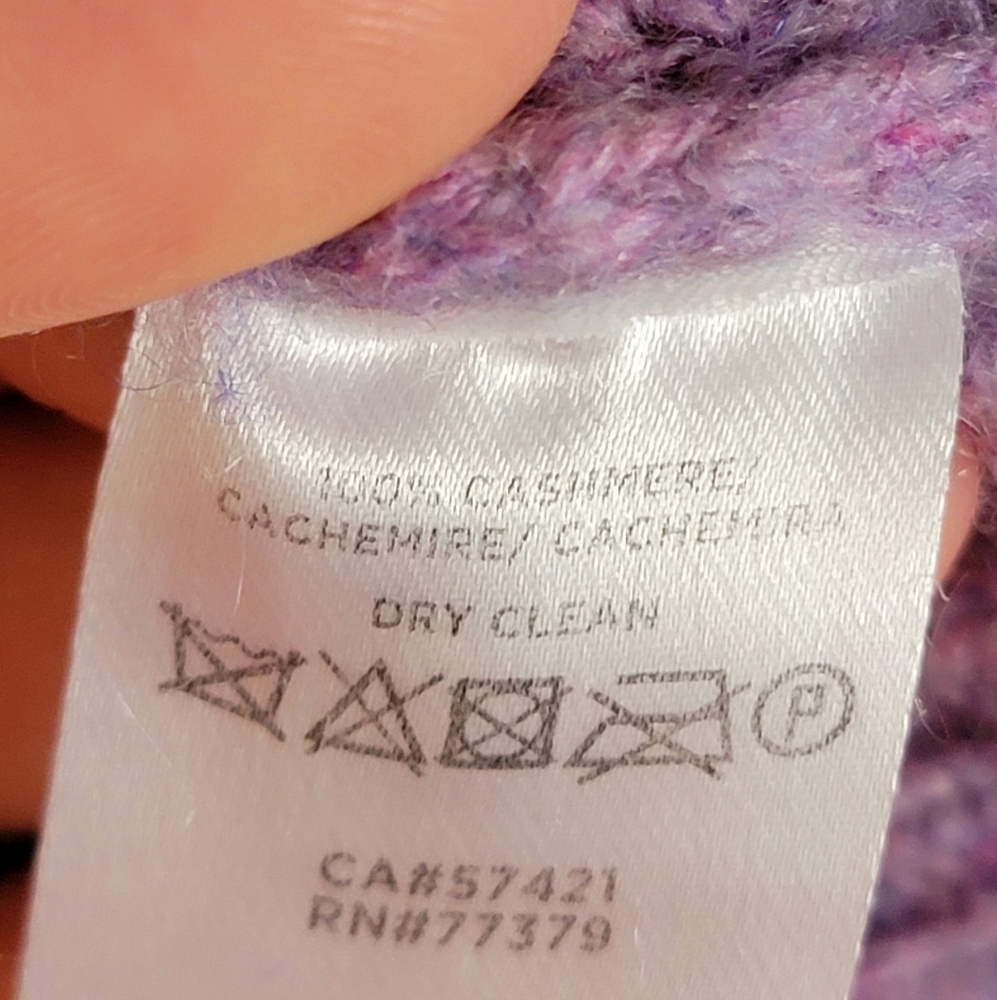 100% CASHMERE/
CACHEMIRE/ CACHEMIRA
DRY CLEAN
P
CA#57421
RN#77379